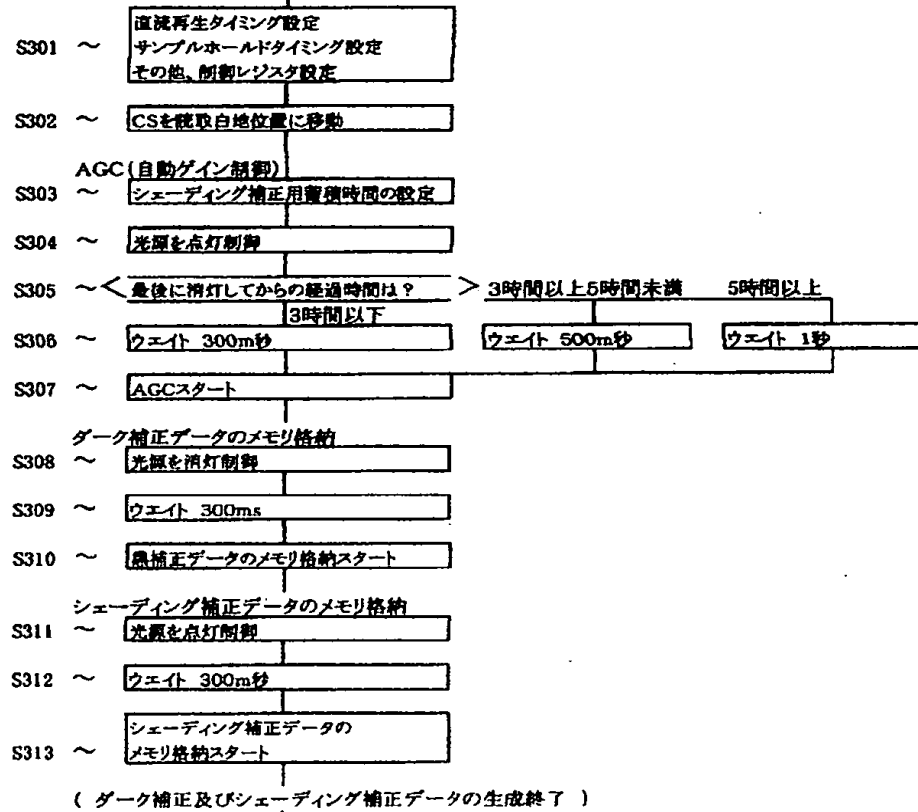 S301 ～ 直流再生タイミング設定
サンプルホールドタイミング設定
その他、制御レジスタ設定
S302 ～ CSを読取白地位置に移動
AGC(自動ゲイン制御)
S303 ～ シェーディング補正用蓄積時間の設定
S304 ～ 光源を点灯制御
S305 ～ 最後に消灯してからの経過時間は? 3時間以上5時間未満 5時間以上
3時間以下
S306 ～ ウエイト 300m秒 ウエイト 500m秒 ウエイト 1秒
S307 ～ AGCスタート
ダーク補正データのメモリ格納
S308 ～ 光源を消灯制御
S309 ～ ウエイト 300ms
S310 ～ 黒補正データのメモリ格納スタート
シェーディング補正データのメモリ格納
S311 ～ 光源を点灯制御
S312 ～ ウエイト 300m秒
S313 ～ シェーディング補正データの
メモリ格納スタート
( ダーク補正及びシェーディング補正データの生成終了 )